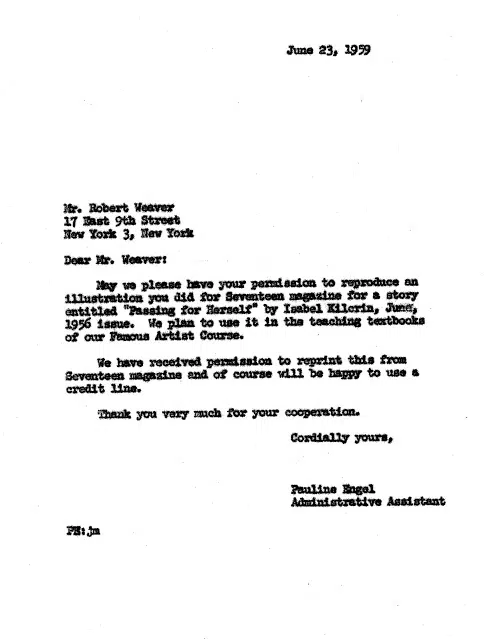 June 23, 1959
Mr. Robert Weaver
17 East 9th Street
New York 3, New York
Dear Mr. Weaver:
May we please have your permission to reproduce an
illustration you did for Seventeen magazine for a story
entitled "Passing for Herself" by Isabel Kilcrin, June,
1956 issue. We plan to use it in the teaching textbooks
of our Famous Artist Course.
We have received permission to reprint this from
Seventeen magazine and of course will be happy to use a
credit line.
Thank you very much for your cooperation.
Cordially yours,
Pauline Engel
Administrative Assistant
PE:jm